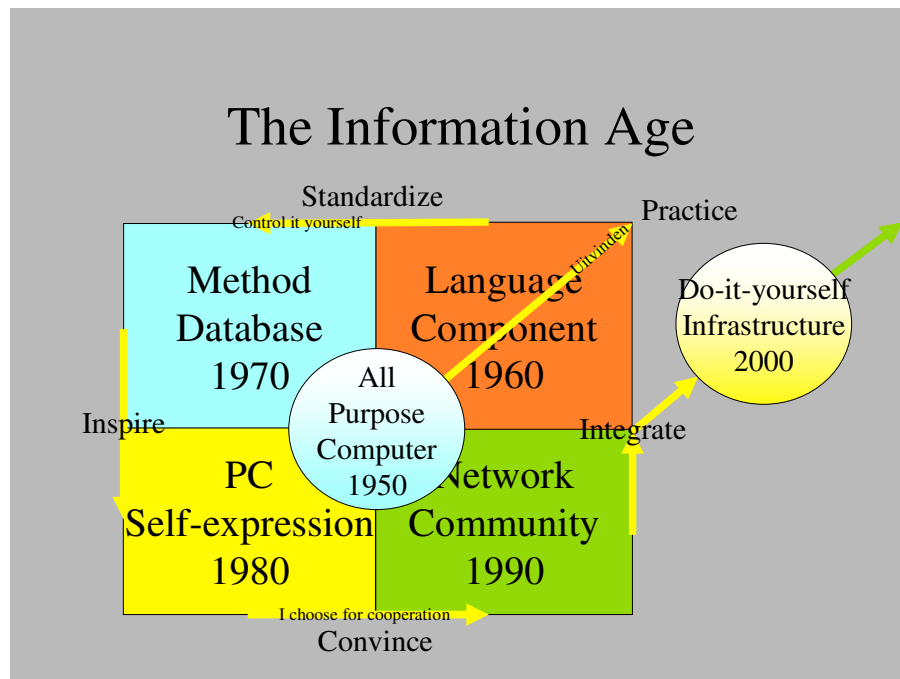 The Information Age
Standardize
Control it yourself
Practice
Uitvinden
Method
Database
1970
Language
Component
1960
Do-it-yourself
Infrastructure
2000
All
Purpose
Computer
1950
Inspire
Integrate
PC
Self-expression
1980
Network
Community
1990
I choose for cooperation
Convince